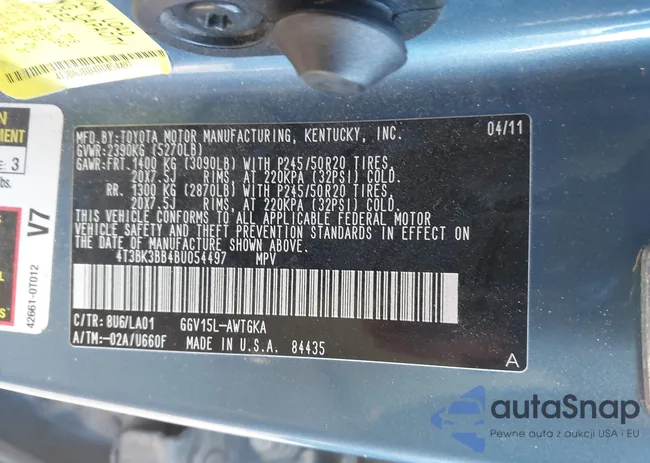 MFD.BY:TOYOTA MOTOR MANUFACTURING, KENTUCKY, INC. 04/11
GVWR:2390KG (5270LB)
GAWR:FRT. 1400 KG (3090LB) WITH P245/50R20 TIRES,
20X7.5J RIMS, AT 220KPA (32PSI) COLD.
RR. 1300 KG (2870LB) WITH P245/50R20 TIRES,
20X7.5J RIMS, AT 220KPA (32PSI) COLD.
THIS VEHICLE CONFORMS TO ALL APPLICABLE FEDERAL MOTOR
VEHICLE SAFETY AND THEFT PREVENTION STANDARDS IN EFFECT
ON THE DATE OF MANUFACTURE SHOWN ABOVE.
4T3BK3BB4BU054497 MPV
C/TR: 8U6/LA01 GGV15L-AWTGKA
A/TM:-02A/U660F MADE IN U.S.A. 84435
A
3
lbs.
V7
42661-0T012
autaSnap
Pewne auta z aukcji USA i EU